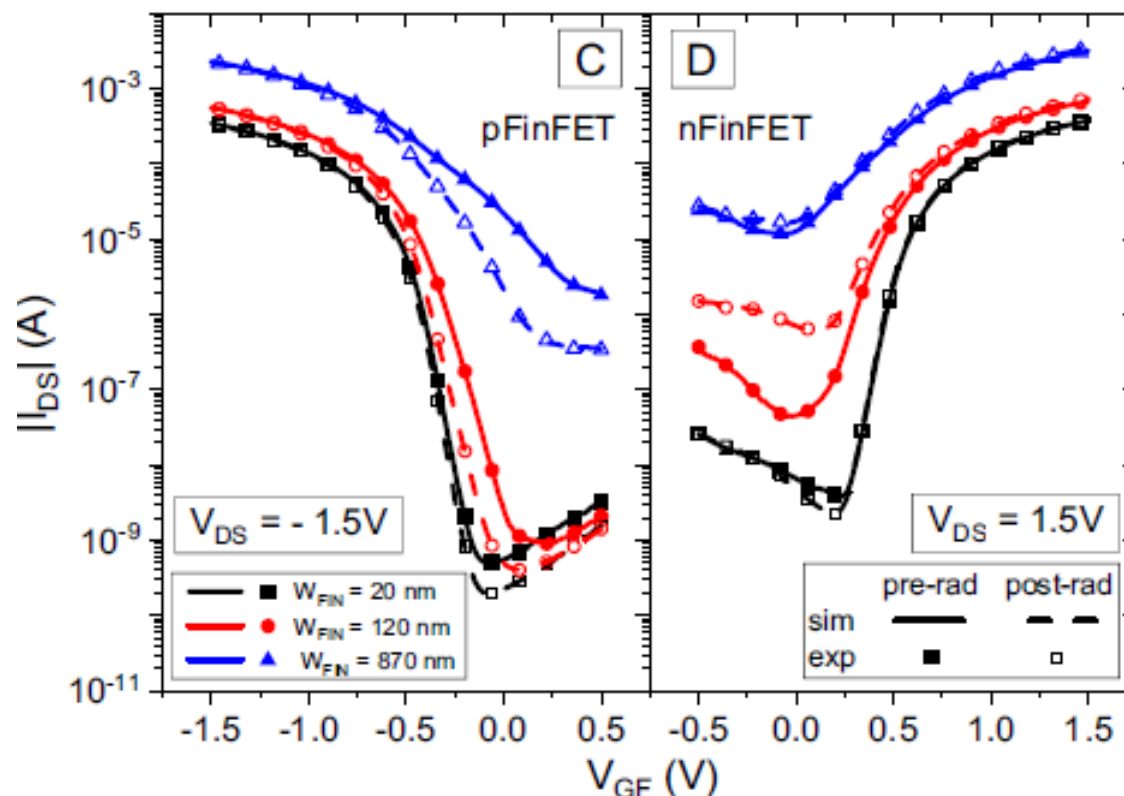 |I_DS| (A)
10^-3
10^-5
10^-7
10^-9
10^-11
C
pFinFET
V_DS = - 1.5V
W_FIN = 20 nm
W_FIN = 120 nm
W_FIN = 870 nm
-1.5 -1.0 -0.5 0.0 0.5
D
nFinFET
V_DS = 1.5V
pre-rad post-rad
sim
exp
-0.5 0.0 0.5 1.0 1.5
V_GF (V)